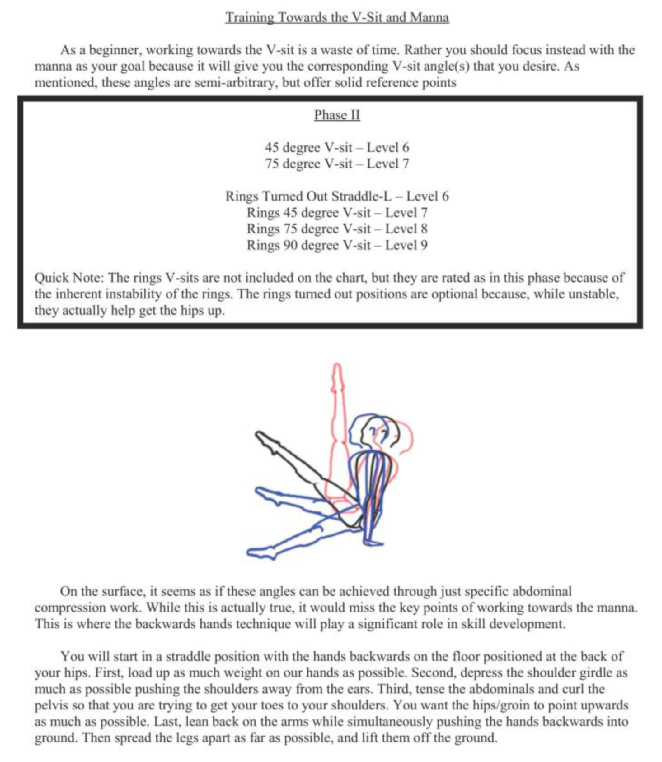 Training Towards the V-Sit and Manna
As a beginner, working towards the V-sit is a waste of time. Rather you should focus instead with the
manna as your goal because it will give you the corresponding V-sit angle(s) that you desire. As
mentioned, these angles are semi-arbitrary, but offer solid reference points
Phase II
45 degree V-sit – Level 6
75 degree V-sit – Level 7
Rings Turned Out Straddle-L – Level 6
Rings 45 degree V-sit – Level 7
Rings 75 degree V-sit – Level 8
Rings 90 degree V-sit – Level 9
Quick Note: The rings V-sits are not included on the chart, but they are rated as in this phase because of
the inherent instability of the rings. The rings turned out positions are optional because, while unstable,
they actually help get the hips up.
On the surface, it seems as if these angles can be achieved through just specific abdominal
compression work. While this is actually true, it would miss the key points of working towards the manna.
This is where the backwards hands technique will play a significant role in skill development.
You will start in a straddle position with the hands backwards on the floor positioned at the back of
your hips. First, load up as much weight on our hands as possible. Second, depress the shoulder girdle as
much as possible pushing the shoulders away from the ears. Third, tense the abdominals and curl the
pelvis so that you are trying to get your toes to your shoulders. You want the hips/groin to point upwards
as much as possible. Last, lean back on the arms while simultaneously pushing the hands backwards into
ground. Then spread the legs apart as far as possible, and lift them off the ground.